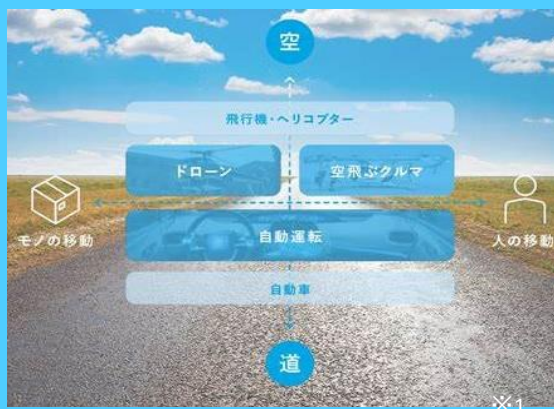 空
飛行機・ヘリコプター
ドローン
空飛ぶクルマ
モノの移動
人の移動
自動運転
自動車
道
※1